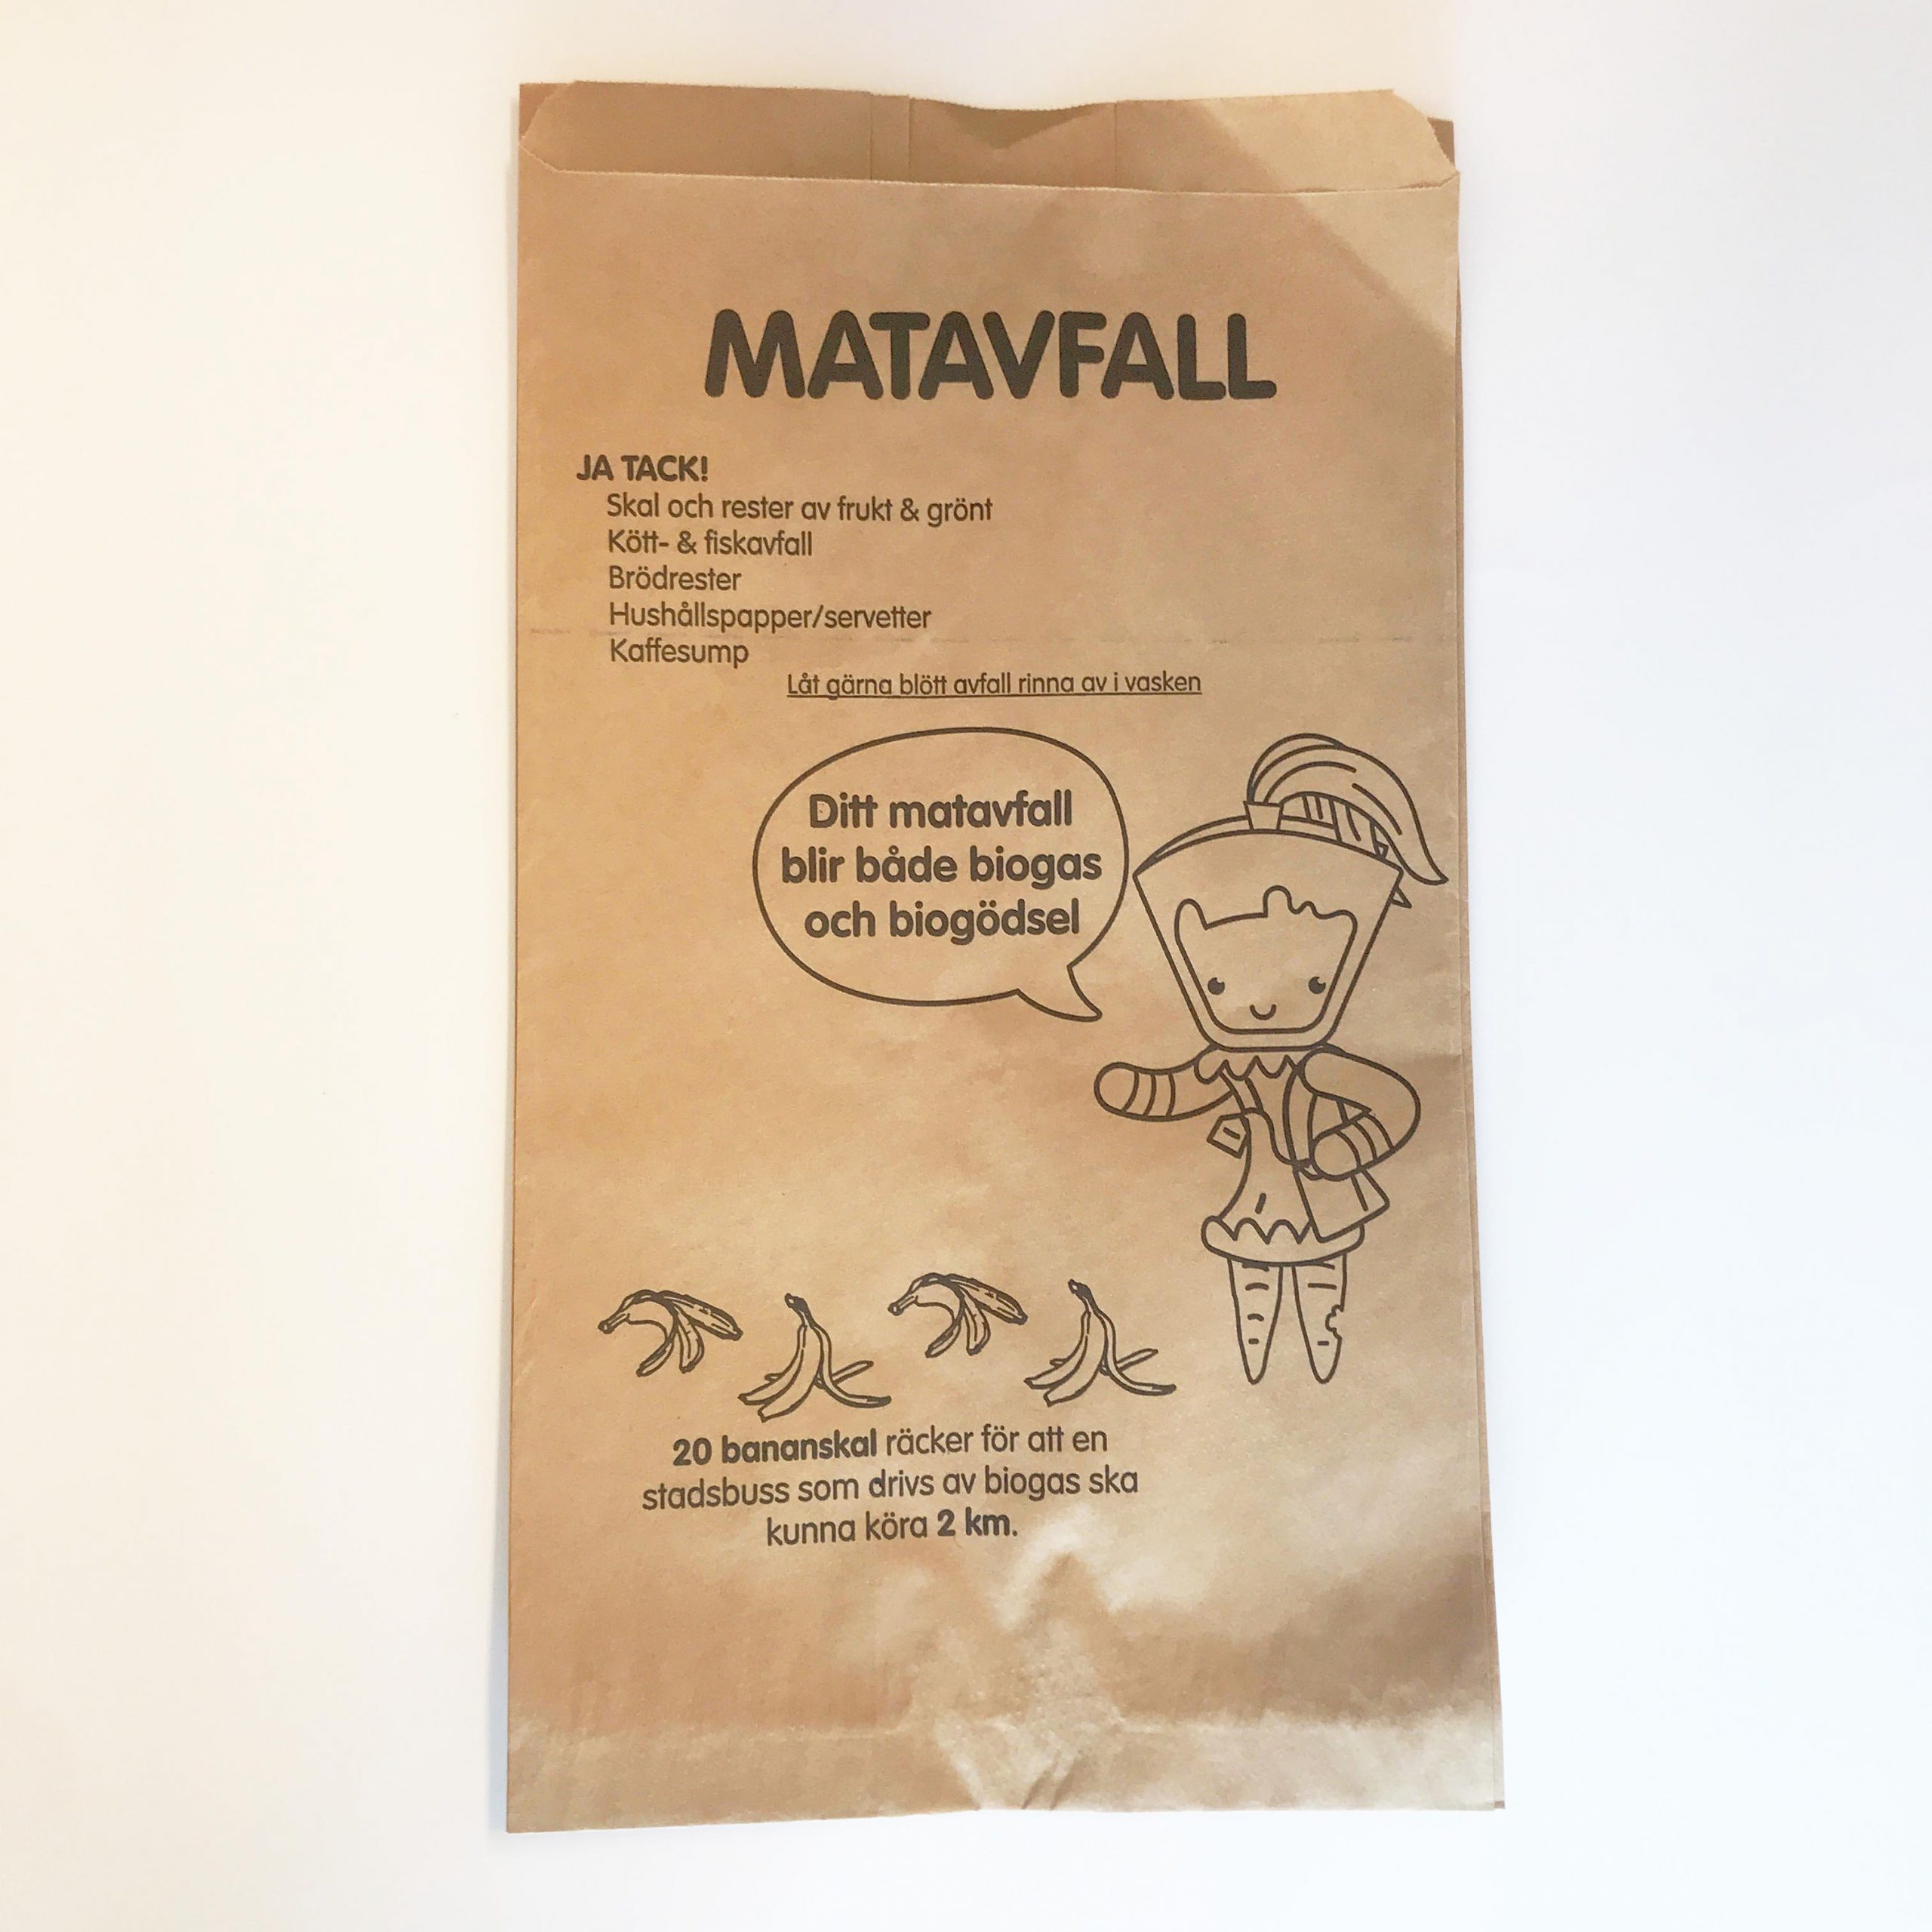 MATAVFALL
JA TACK!
Skal och rester av frukt & grönt
Kött- & fiskavfall
Brödrester
Hushållspapper/servetter
Kaffesump
Låt gärna blött avfall rinna av i vasken
Ditt matavfall
blir både biogas
och biogödsel
20 bananskal räcker för att en
stadsbuss som drivs av biogas ska
kunna köra 2 km.